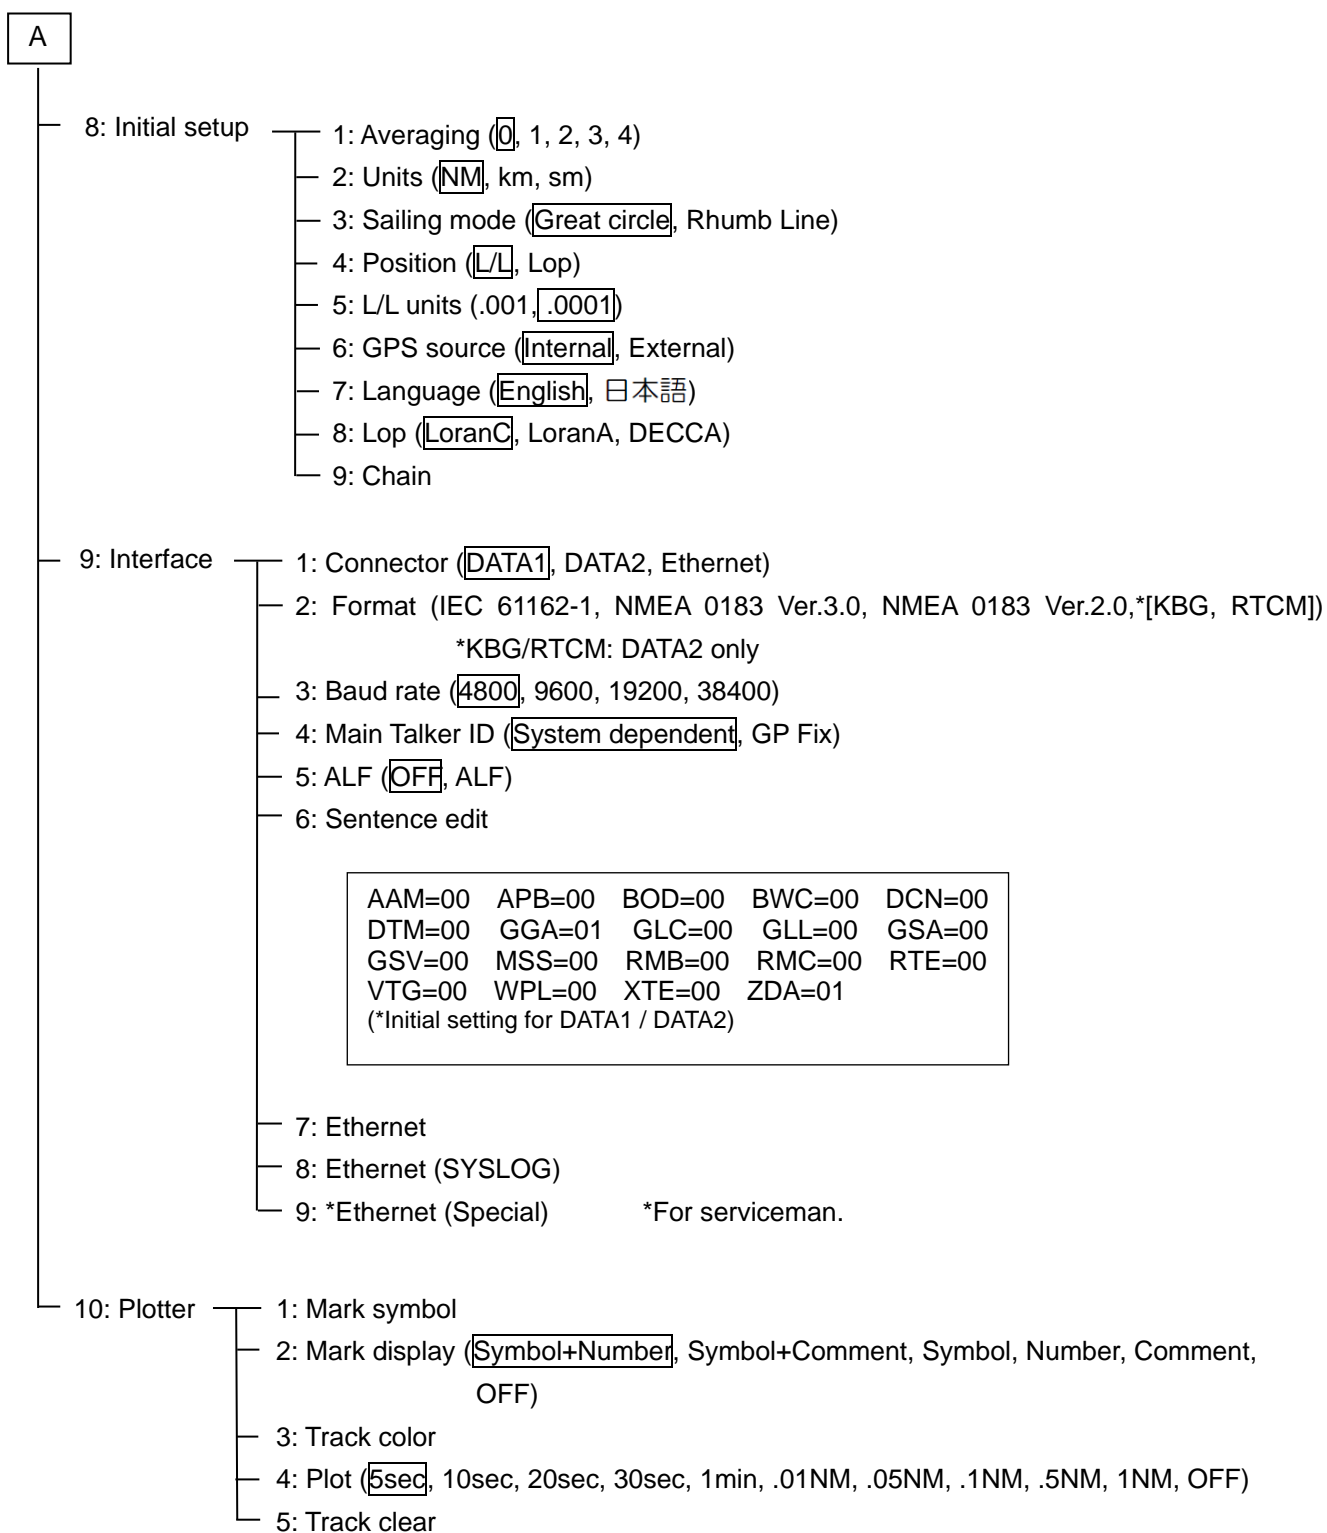 A
8: Initial setup
1: Averaging (0, 1, 2, 3, 4)
2: Units (NM, km, sm)
3: Sailing mode (Great circle, Rhumb Line)
4: Position (L/L, Lop)
5: L/L units (.001, .0001)
6: GPS source (Internal, External)
7: Language (English, 日本語)
8: Lop (LoranC, LoranA, DECCA)
9: Chain
9: Interface
1: Connector (DATA1, DATA2, Ethernet)
2: Format (IEC 61162-1, NMEA 0183 Ver.3.0, NMEA 0183 Ver.2.0,*[KBG, RTCM])
*KBG/RTCM: DATA2 only
3: Baud rate (4800, 9600, 19200, 38400)
4: Main Talker ID (System dependent, GP Fix)
5: ALF (OFF, ALF)
6: Sentence edit
AAM=00 APB=00 BOD=00 BWC=00 DCN=00
DTM=00 GGA=01 GLC=00 GLL=00 GSA=00
GSV=00 MSS=00 RMB=00 RMC=00 RTE=00
VTG=00 WPL=00 XTE=00 ZDA=01
(*Initial setting for DATA1 / DATA2)
7: Ethernet
8: Ethernet (SYSLOG)
9: *Ethernet (Special) *For serviceman.
10: Plotter
1: Mark symbol
2: Mark display (Symbol+Number, Symbol+Comment, Symbol, Number, Comment,
OFF)
3: Track color
4: Plot (5sec, 10sec, 20sec, 30sec, 1min, .01NM, .05NM, .1NM, .5NM, 1NM, OFF)
5: Track clear